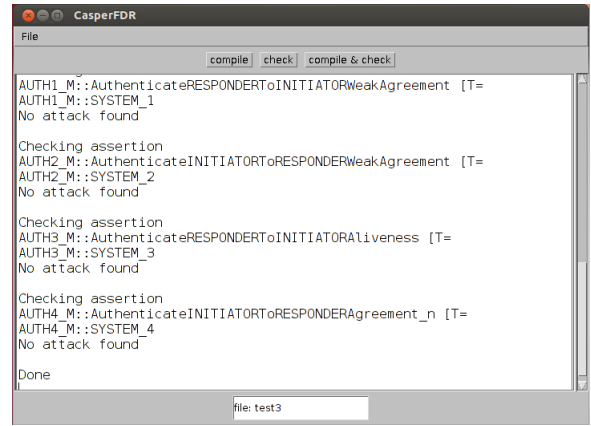 CasperFDR
File
compile check compile & check
AUTH1_M::AuthenticateRESPONDERToINITIATORWeakAgreement [T=
AUTH1_M::SYSTEM_1
No attack found
Checking assertion
AUTH2_M::AuthenticateINITIATORToRESPONDERWeakAgreement [T=
AUTH2_M::SYSTEM_2
No attack found
Checking assertion
AUTH3_M::AuthenticateRESPONDERToINITIATORAliveness [T=
AUTH3_M::SYSTEM_3
No attack found
Checking assertion
AUTH4_M::AuthenticateINITIATORToRESPONDERAgreement_n [T=
AUTH4_M::SYSTEM_4
No attack found
Done
file: test3